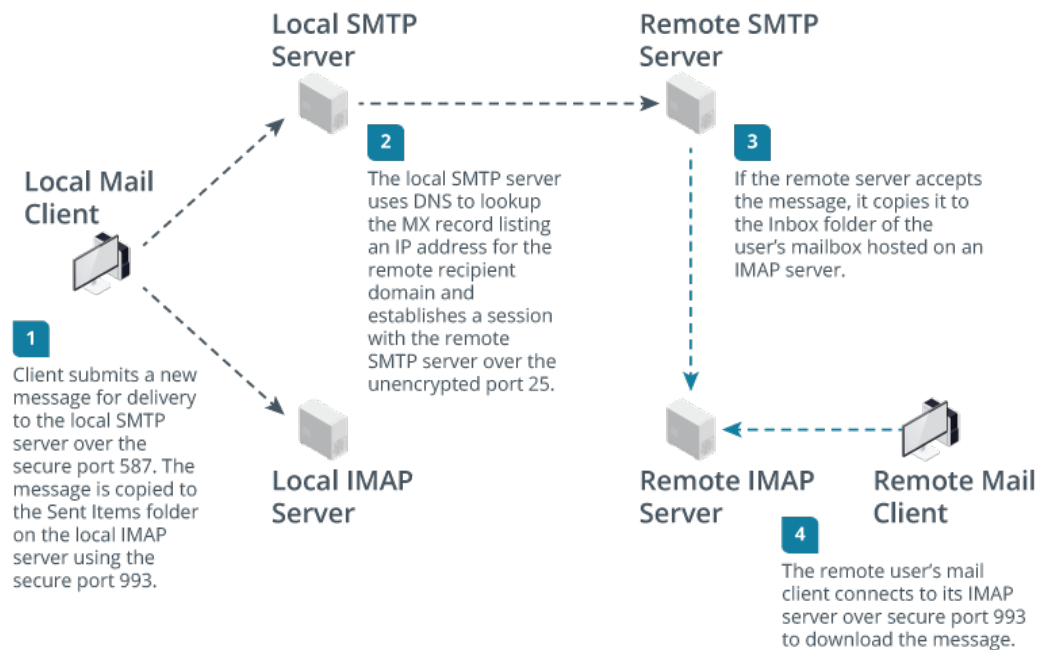 Local SMTP
Server
Remote SMTP
Server
Local Mail
Client
1
Client submits a new
message for delivery
to the local SMTP
server over the
secure port 587. The
message is copied to
the Sent Items folder
on the local IMAP
server using the
secure port 993.
2
The local SMTP server
uses DNS to lookup
the MX record listing
an IP address for the
remote recipient
domain and
establishes a session
with the remote
SMTP server over the
unencrypted port 25.
3
If the remote server accepts
the message, it copies it to
the Inbox folder of the
user's mailbox hosted on an
IMAP server.
Local IMAP
Server
Remote IMAP
Server
Remote Mail
Client
4
The remote user's mail
client connects to its IMAP
server over secure port 993
to download the message.